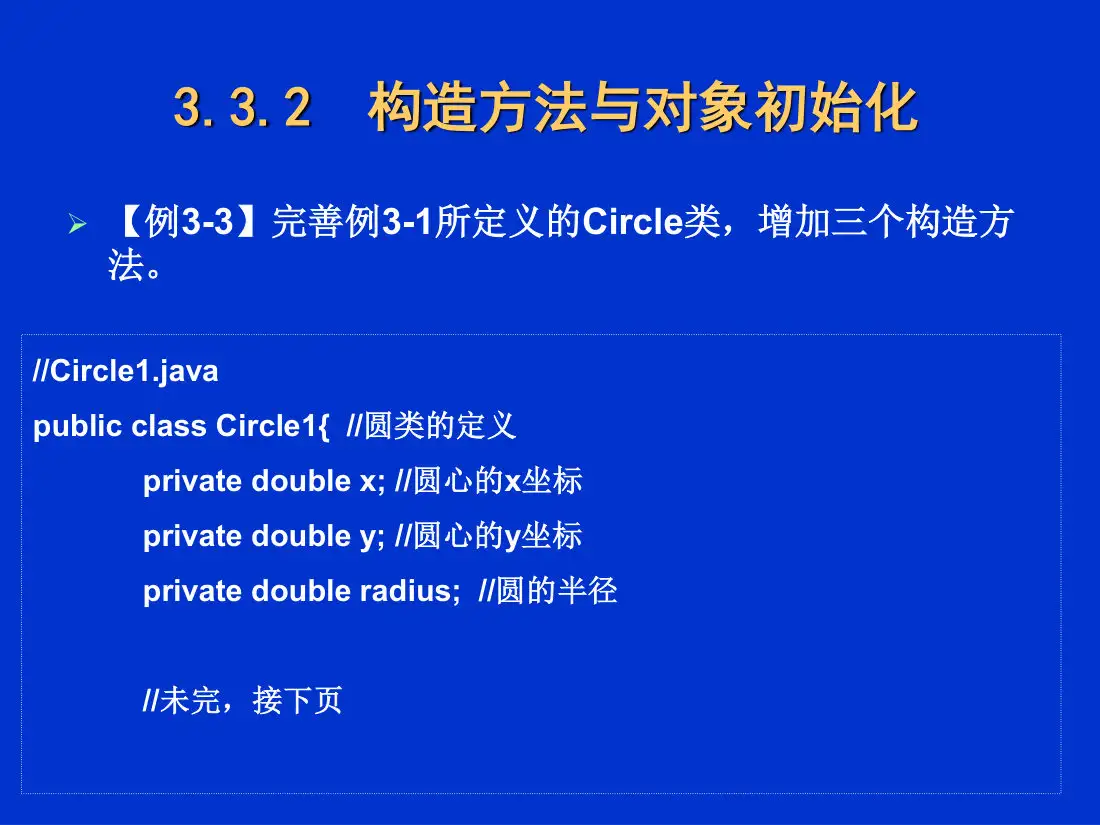 3.3.2 构造方法与对象初始化
【例3-3】完善例3-1所定义的Circle类，增加三个构造方
法。
//Circle1.java
public class Circle1{ //圆类的定义
private double x; //圆心的x坐标
private double y; //圆心的y坐标
private double radius; //圆的半径
//未完，接下页